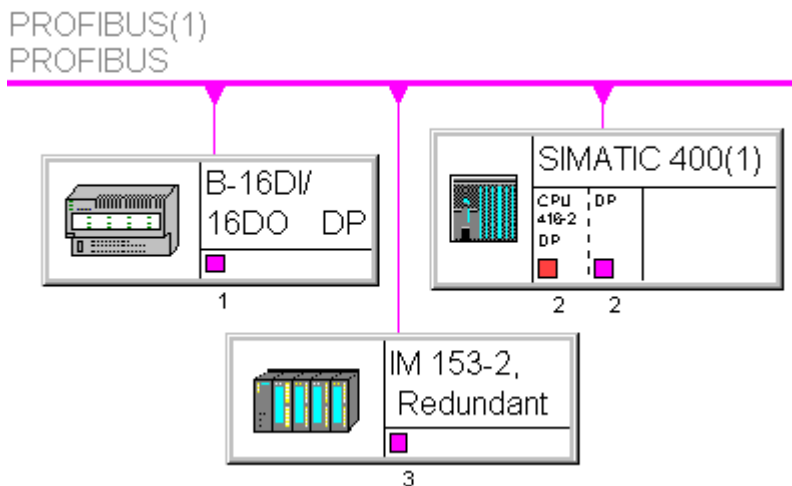 PROFIBUS(1)
PROFIBUS
B-16DI/
16DO DP
1
SIMATIC 400(1)
CPU DP
416-2
DP
2 2
IM 153-2,
Redundant
3